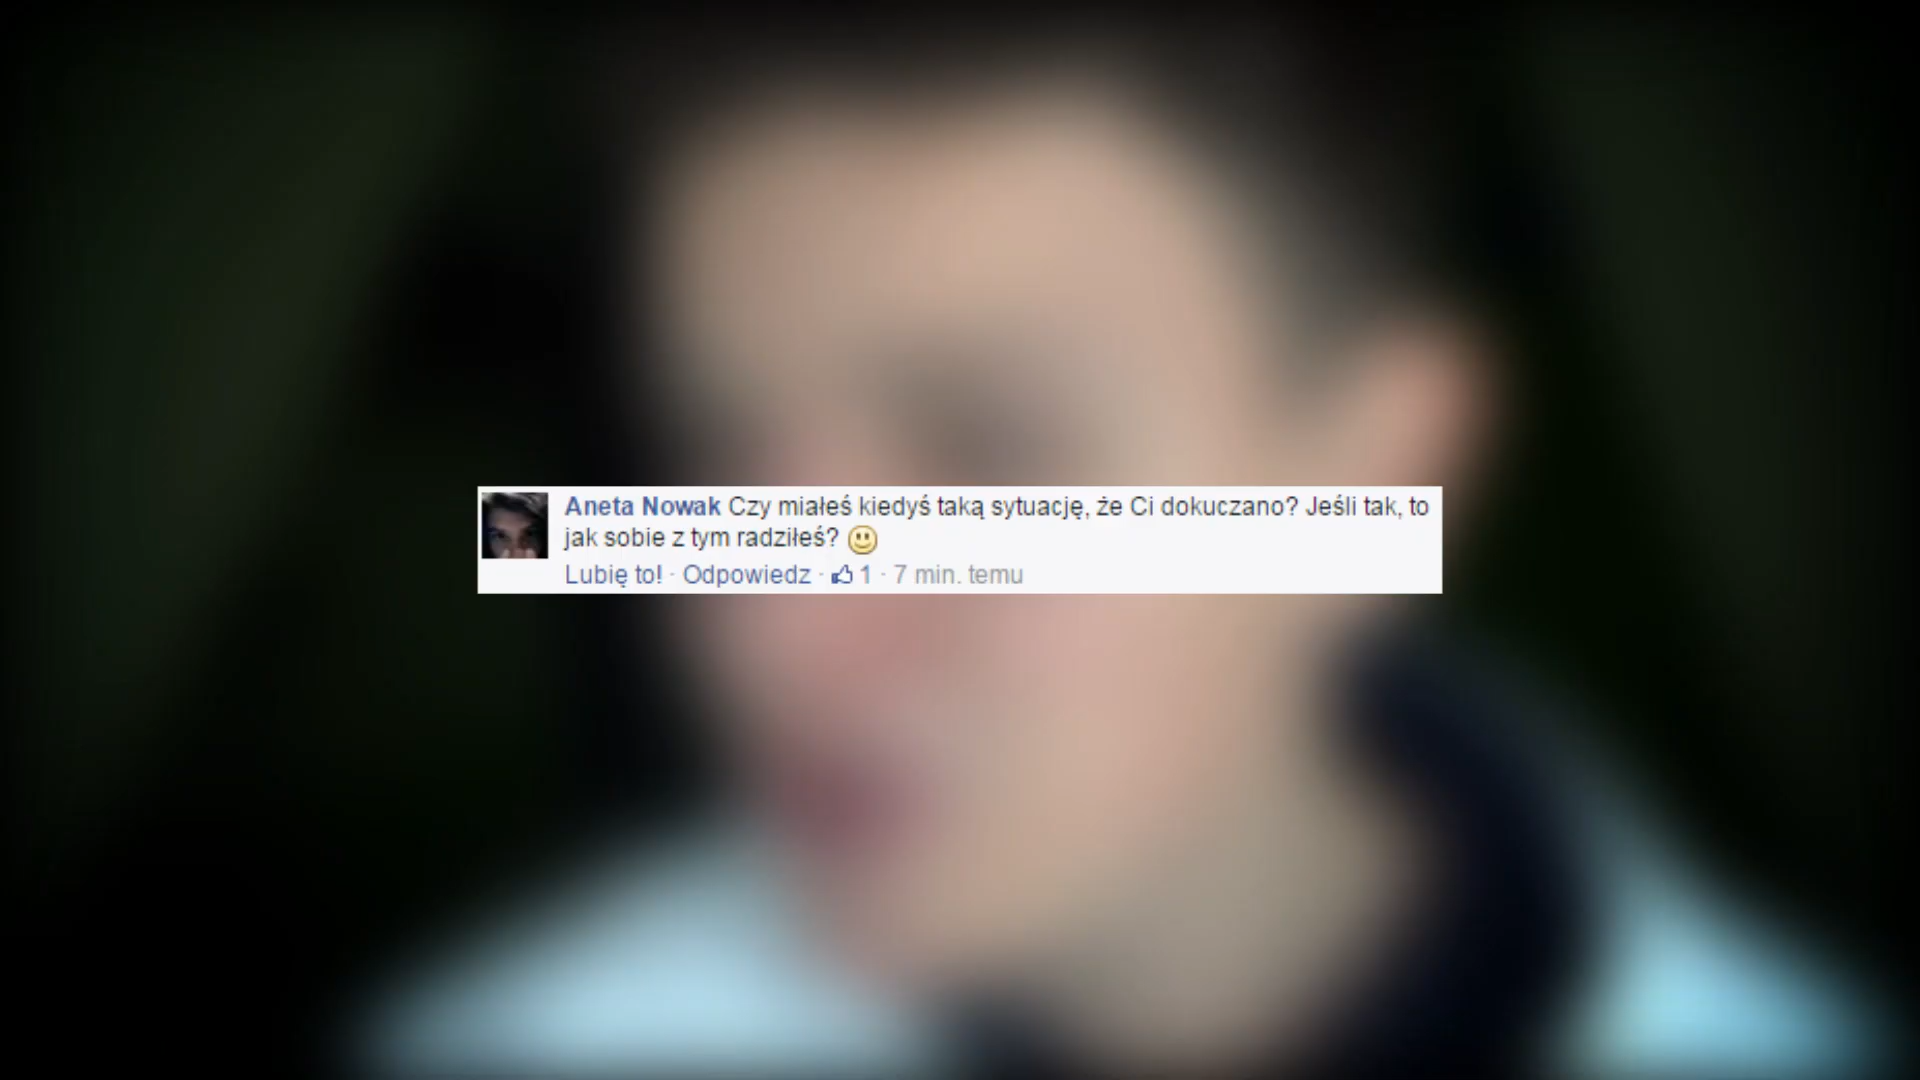 Aneta Nowak Czy miałeś kiedyś taką sytuację, że Ci dokuczano? Jeśli tak, to
jak sobie z tym radziłeś?
Lubię to! · Odpowiedz · 1 · 7 min. temu